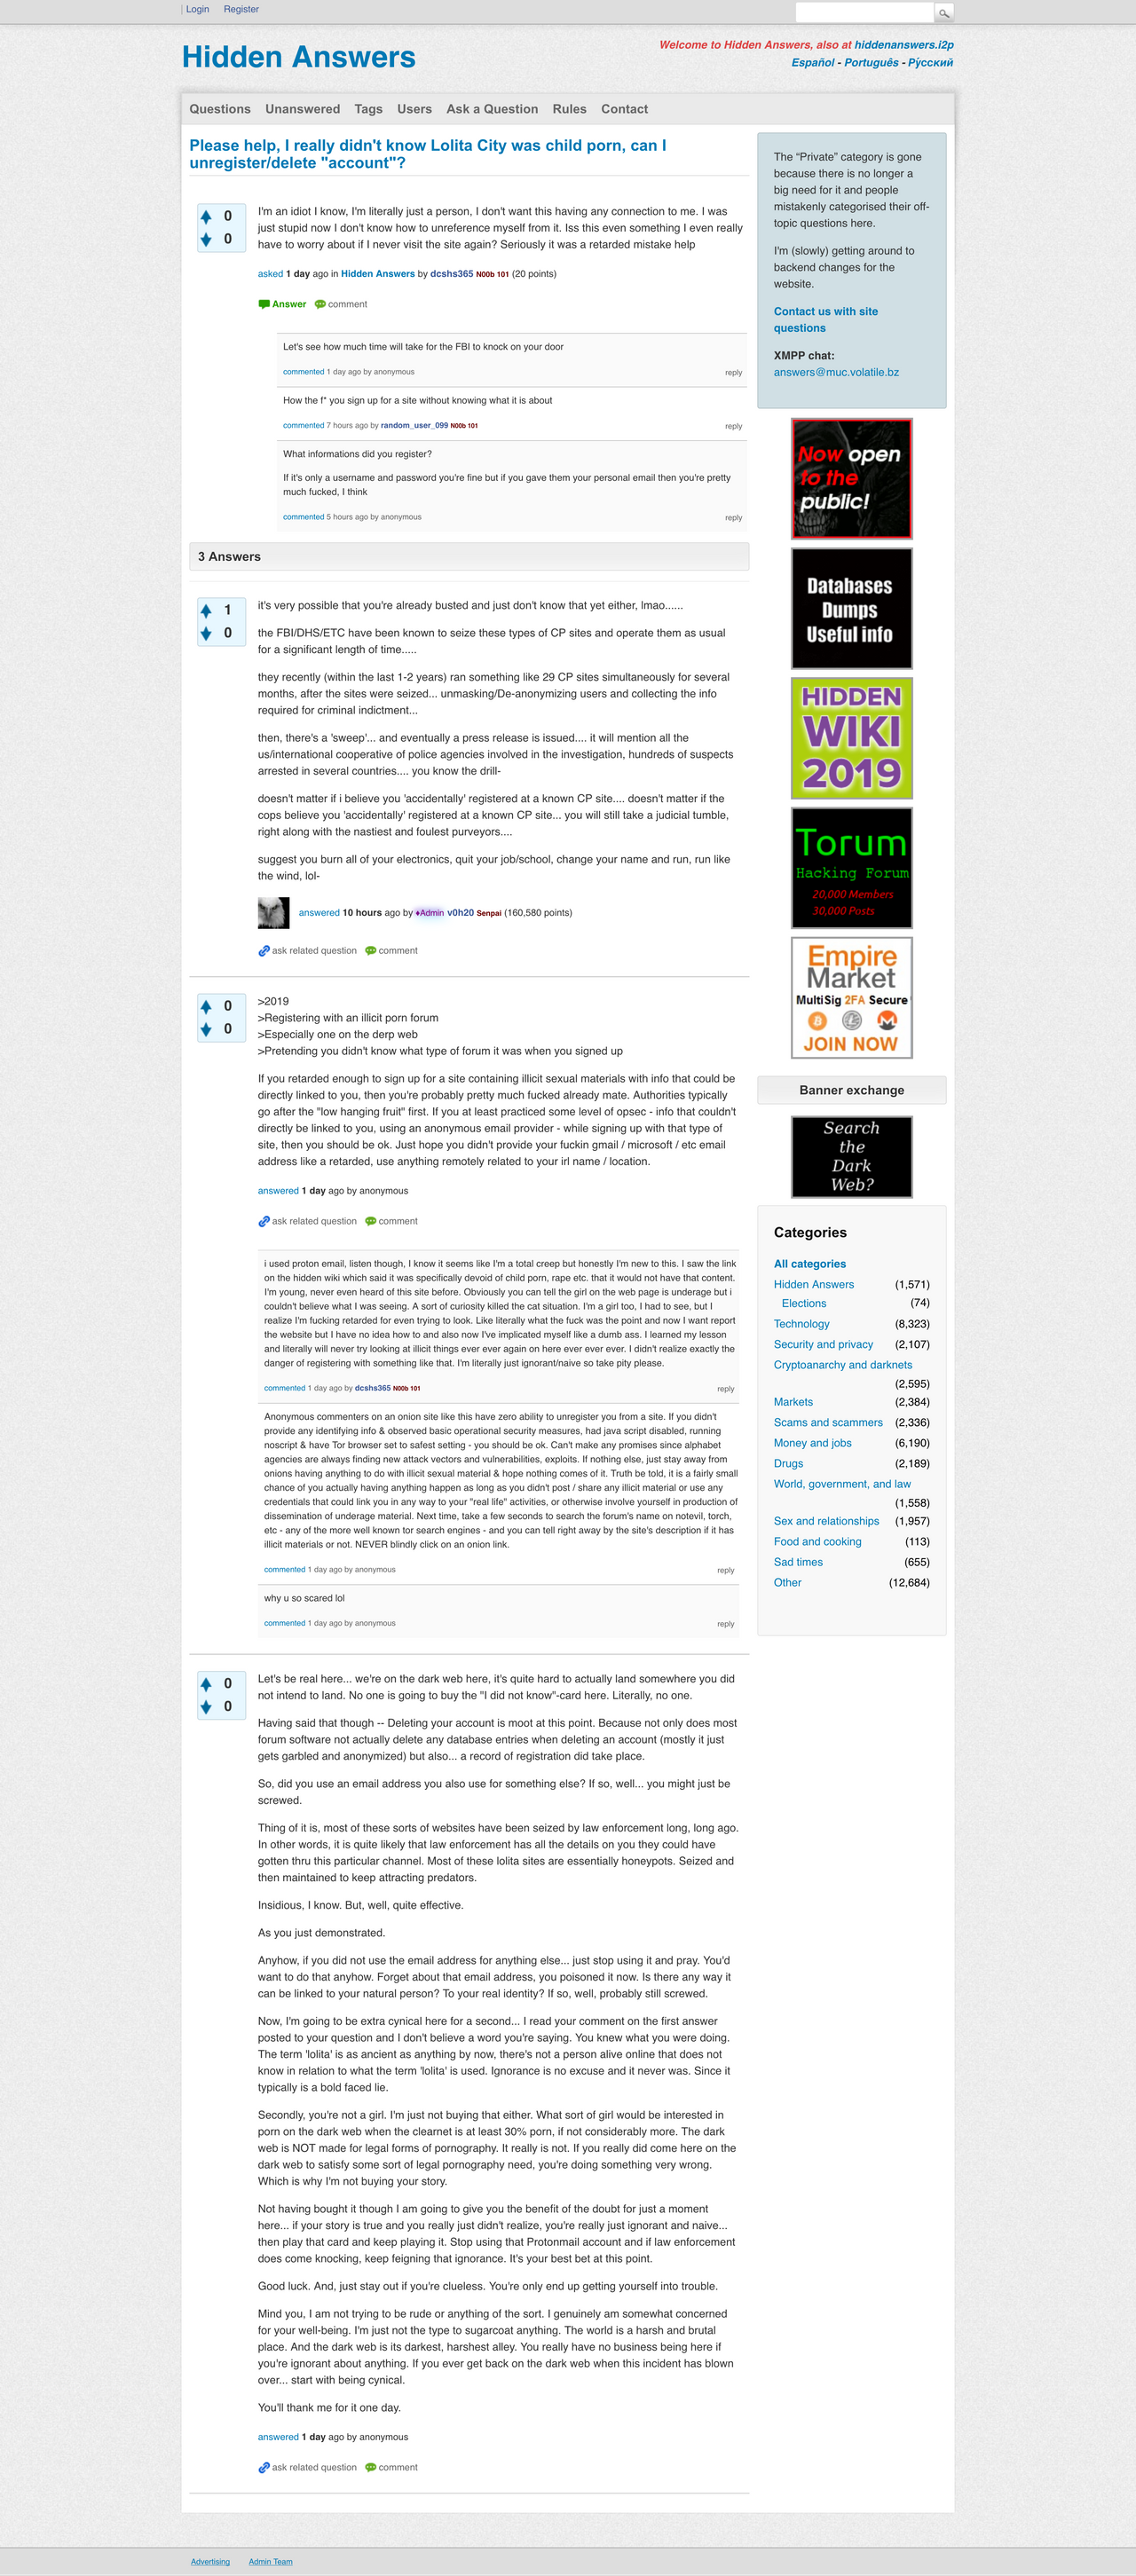 Login Register
Hidden Answers
Welcome to Hidden Answers, also at hiddenanswers.i2p
Español - Português - Ру́сский
Questions Unanswered Tags Users Ask a Question Rules Contact
Please help, I really didn't know Lolita City was child porn, can I
unregister/delete "account"?
0
0
I'm an idiot I know, I'm literally just a person, I don't want this having any connection to me. I was
just stupid now I don't know how to unreference myself from it. Iss this even something I even really
have to worry about if I never visit the site again? Seriously it was a retarded mistake help
asked 1 day ago in Hidden Answers by dcshs365 N00b 101 (20 points)
Answer comment
Let's see how much time will take for the FBI to knock on your door
commented 1 day ago by anonymous
reply
How the f* you sign up for a site without knowing what it is about
commented 7 hours ago by random_user_099 N00b 101
reply
What informations did you register?
If it's only a username and password you're fine but if you gave them your personal email then you're pretty
much fucked, I think
commented 5 hours ago by anonymous
reply
3 Answers
1
0
it's very possible that you're already busted and just don't know that yet either, lmao......
the FBI/DHS/ETC have been known to seize these types of CP sites and operate them as usual
for a significant length of time.....
they recently (within the last 1-2 years) ran something like 29 CP sites simultaneously for several
months, after the sites were seized... unmasking/De-anonymizing users and collecting the info
required for criminal indictment...
then, there's a 'sweep'... and eventually a press release is issued.... it will mention all the
us/international cooperative of police agencies involved in the investigation, hundreds of suspects
arrested in several countries.... you know the drill-
doesn't matter if i believe you 'accidentally' registered at a known CP site.... doesn't matter if the
cops believe you 'accidentally' registered at a known CP site... you will still take a judicial tumble,
right along with the nastiest and foulest purveyors....
suggest you burn all of your electronics, quit your job/school, change your name and run, run like
the wind, lol-
answered 10 hours ago by ♦Admin v0h20 Senpai (160,580 points)
ask related question comment
0
0
>2019
>Registering with an illicit porn forum
>Especially one on the derp web
>Pretending you didn't know what type of forum it was when you signed up
If you retarded enough to sign up for a site containing illicit sexual materials with info that could be
directly linked to you, then you're probably pretty much fucked already mate. Authorities typically
go after the "low hanging fruit" first. If you at least practiced some level of opsec - info that couldn't
directly be linked to you, using an anonymous email provider - while signing up with that type of
site, then you should be ok. Just hope you didn't provide your fuckin gmail / microsoft / etc email
address like a retarded, use anything remotely related to your irl name / location.
answered 1 day ago by anonymous
ask related question comment
i used proton email, listen though, I know it seems like I'm a total creep but honestly I'm new to this. I saw the link
on the hidden wiki which said it was specifically devoid of child porn, rape etc. that it would not have that content.
I'm young, never even heard of this site before. Obviously you can tell the girl on the web page is underage but i
couldn't believe what I was seeing. A sort of curiosity killed the cat situation. I'm a girl too, I had to see, but I
realize I'm fucking retarded for even trying to look. Like literally what the fuck was the point and now I want report
the website but I have no idea how to and also now I've implicated myself like a dumb ass. I learned my lesson
and literally will never try looking at illicit things ever ever again on here ever ever ever. I didn't realize exactly the
danger of registering with something like that. I'm literally just ignorant/naive so take pity please.
commented 1 day ago by dcshs365 N00b 101
reply
Anonymous commenters on an onion site like this have zero ability to unregister you from a site. If you didn't
provide any identifying info & observed basic operational security measures, had java script disabled, running
noscript & have Tor browser set to safest setting - you should be ok. Can't make any promises since alphabet
agencies are always finding new attack vectors and vulnerabilities, exploits. If nothing else, just stay away from
onions having anything to do with illicit sexual material & hope nothing comes of it. Truth be told, it is a fairly small
chance of you actually having anything happen as long as you didn't post / share any illicit material or use any
credentials that could link you in any way to your "real life" activities, or otherwise involve yourself in production of
dissemination of underage material. Next time, take a few seconds to search the forum's name on notevil, torch,
etc - any of the more well known tor search engines - and you can tell right away by the site's description if it has
illicit materials or not. NEVER blindly click on an onion link.
commented 1 day ago by anonymous
reply
why u so scared lol
commented 1 day ago by anonymous
reply
0
0
Let's be real here... we're on the dark web here, it's quite hard to actually land somewhere you did
not intend to land. No one is going to buy the "I did not know"-card here. Literally, no one.
Having said that though -- Deleting your account is moot at this point. Because not only does most
forum software not actually delete any database entries when deleting an account (mostly it just
gets garbled and anonymized) but also... a record of registration did take place.
So, did you use an email address you also use for something else? If so, well... you might just be
screwed.
Thing of it is, most of these sorts of websites have been seized by law enforcement long, long ago.
In other words, it is quite likely that law enforcement has all the details on you they could have
gotten thru this particular channel. Most of these lolita sites are essentially honeypots. Seized and
then maintained to keep attracting predators.
Insidious, I know. But, well, quite effective.
As you just demonstrated.
Anyhow, if you did not use the email address for anything else... just stop using it and pray. You'd
want to do that anyhow. Forget about that email address, you poisoned it now. Is there any way it
can be linked to your natural person? To your real identity? If so, well, probably still screwed.
Now, I'm going to be extra cynical here for a second... I read your comment on the first answer
posted to your question and I don't believe a word you're saying. You knew what you were doing.
The term 'lolita' is as ancient as anything by now, there's not a person alive online that does not
know in relation to what the term 'lolita' is used. Ignorance is no excuse and it never was. Since it
typically is a bold faced lie.
Secondly, you're not a girl. I'm just not buying that either. What sort of girl would be interested in
porn on the dark web when the clearnet is at least 30% porn, if not considerably more. The dark
web is NOT made for legal forms of pornography. It really is not. If you really did come here on the
dark web to satisfy some sort of legal pornography need, you're doing something very wrong.
Which is why I'm not buying your story.
Not having bought it though I am going to give you the benefit of the doubt for just a moment
here... if your story is true and you really just didn't realize, you're really just ignorant and naive...
then play that card and keep playing it. Stop using that Protonmail account and if law enforcement
does come knocking, keep feigning that ignorance. It's your best bet at this point.
Good luck. And, just stay out if you're clueless. You're only end up getting yourself into trouble.
Mind you, I am not trying to be rude or anything of the sort. I genuinely am somewhat concerned
for your well-being. I'm just not the type to sugarcoat anything. The world is a harsh and brutal
place. And the dark web is its darkest, harshest alley. You really have no business being here if
you're ignorant about anything. If you ever get back on the dark web when this incident has blown
over... start with being cynical.
You'll thank me for it one day.
answered 1 day ago by anonymous
ask related question comment
The “Private” category is gone
because there is no longer a
big need for it and people
mistakenly categorised their off-
topic questions here.
I'm (slowly) getting around to
backend changes for the
website.
Contact us with site
questions
XMPP chat:
answers@muc.volatile.bz
Now open
to the
public!
Databases
Dumps
Useful info
HIDDEN
WIKI
2019
Torum
Hacking Forum
20,000 Members
30,000 Posts
Empire
Market
MultiSig 2FA Secure
JOIN NOW
Banner exchange
Search
the
Dark
Web?
Categories
All categories
Hidden Answers (1,571)
Elections (74)
Technology (8,323)
Security and privacy (2,107)
Cryptoanarchy and darknets
(2,595)
Markets (2,384)
Scams and scammers (2,336)
Money and jobs (6,190)
Drugs (2,189)
World, government, and law
(1,558)
Sex and relationships (1,957)
Food and cooking (113)
Sad times (655)
Other (12,684)
Advertising Admin Team